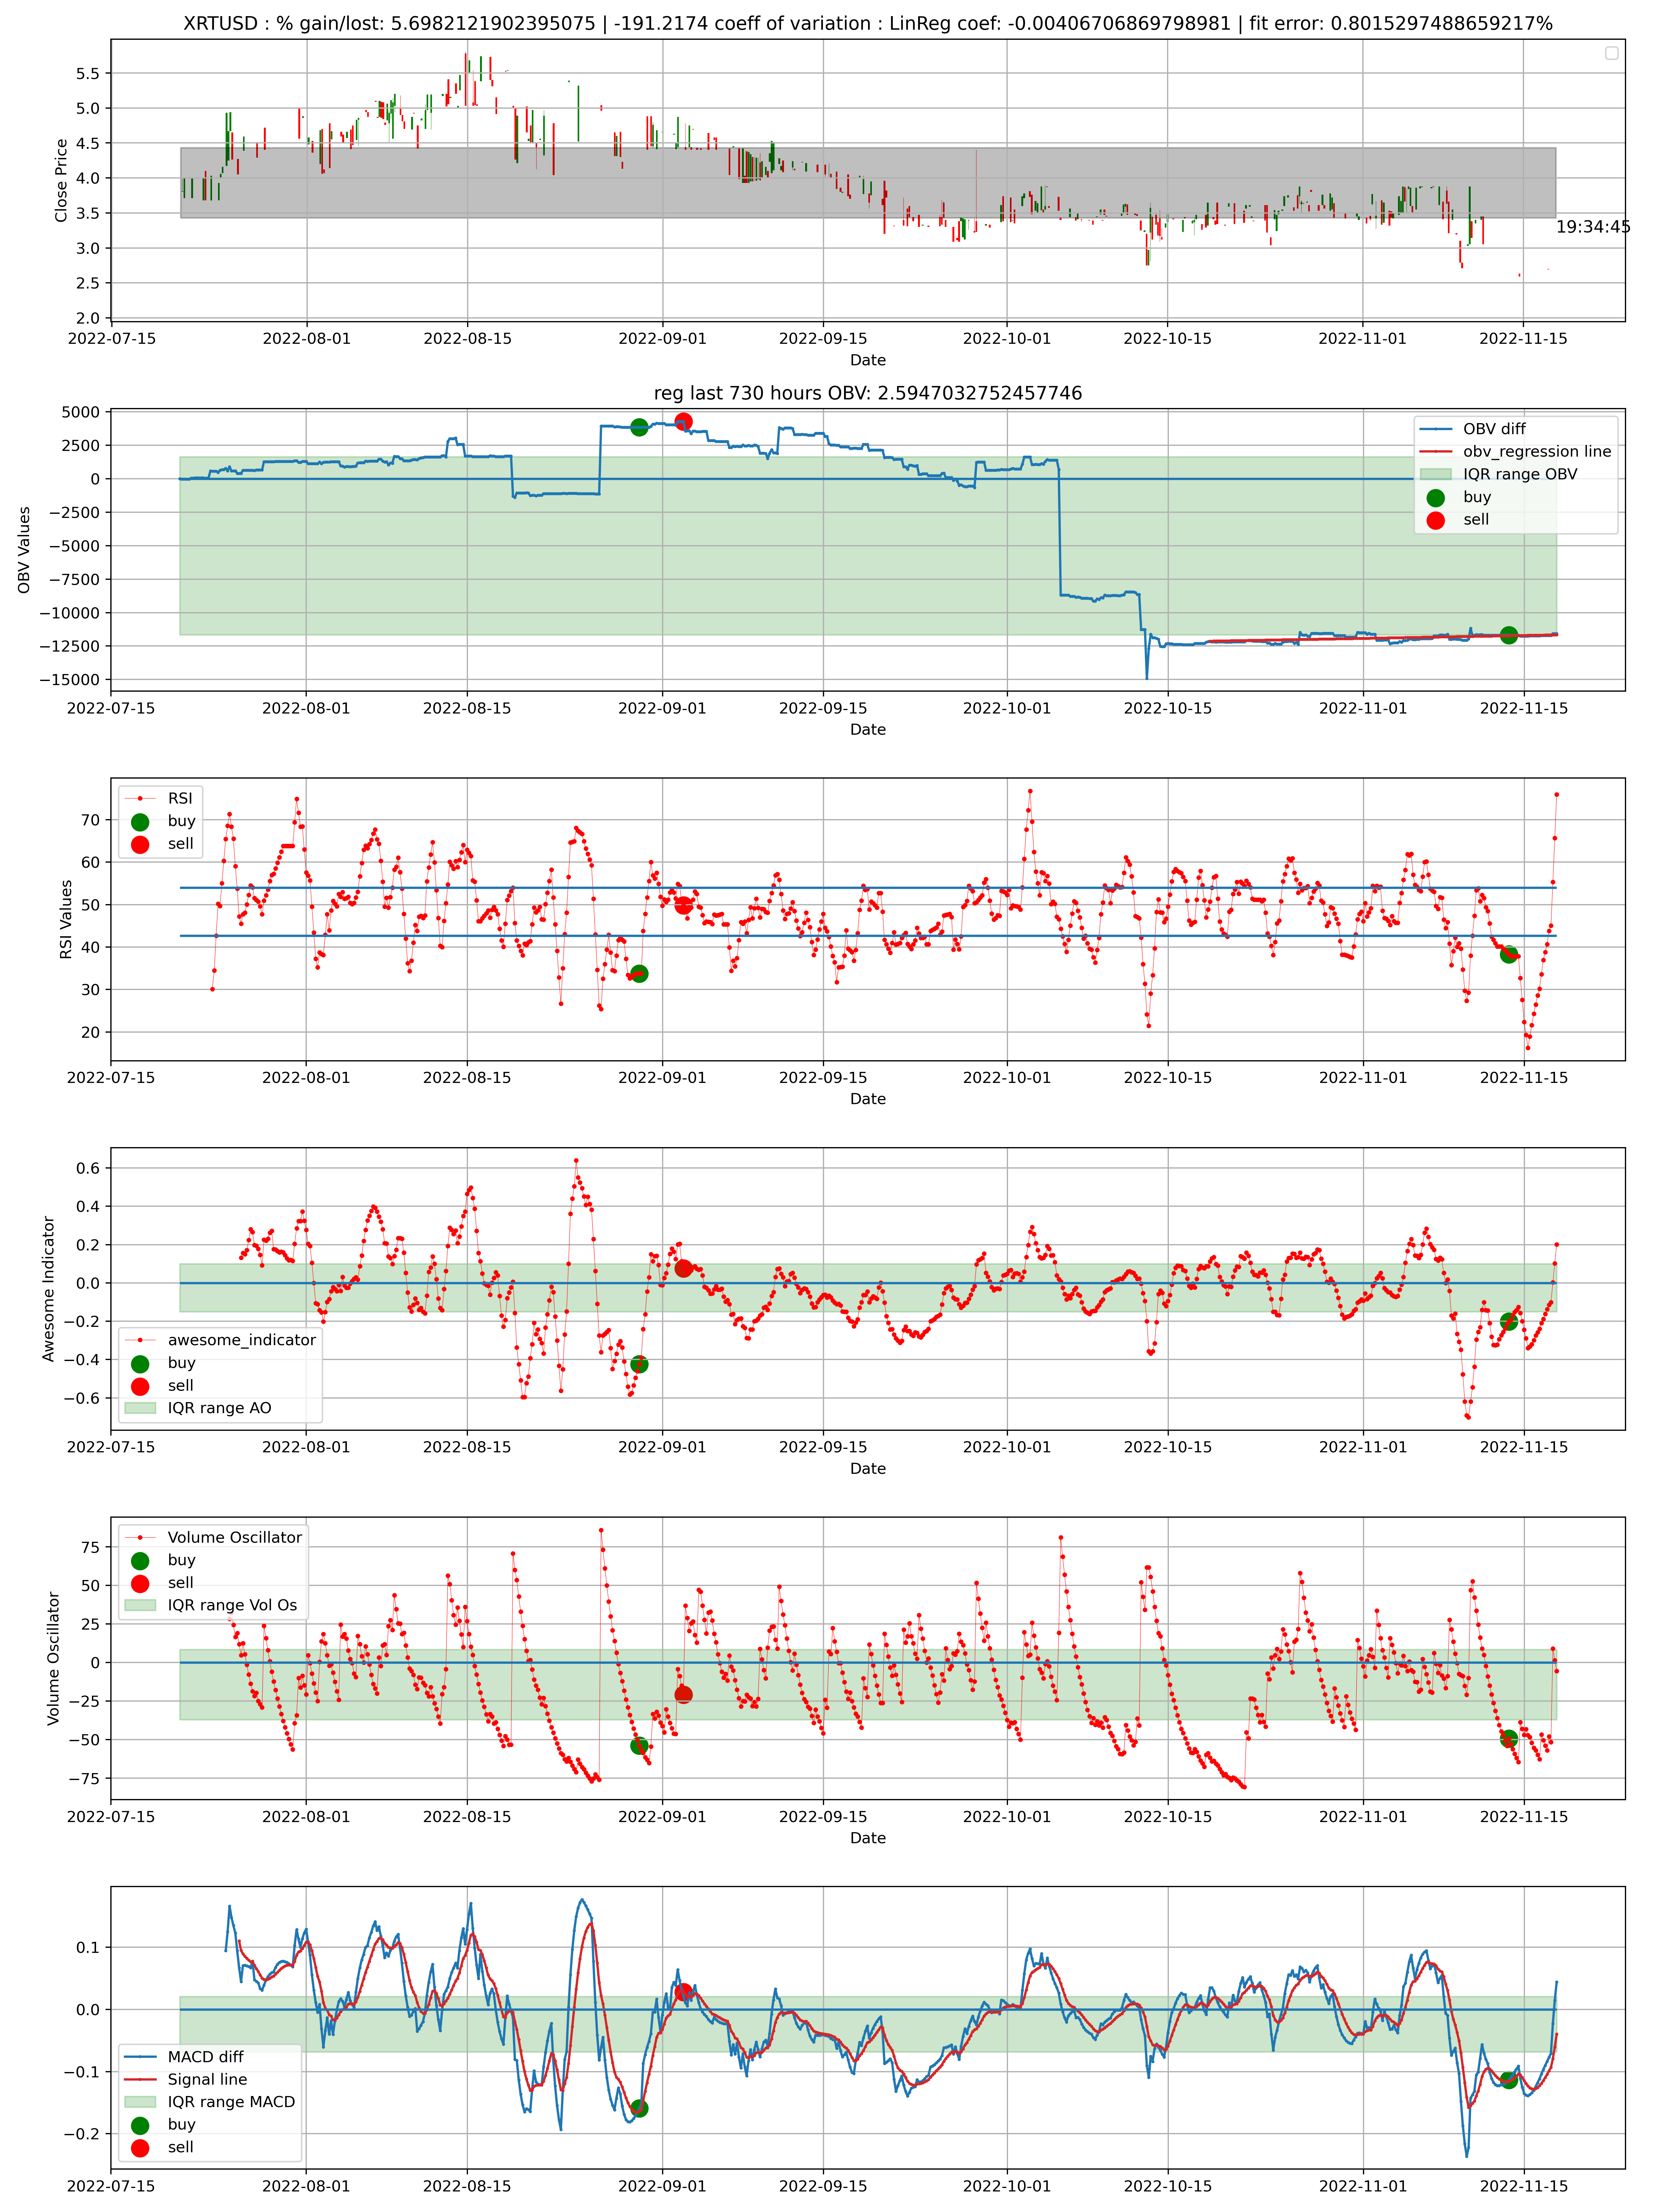 XRTUSD : % gain/lost: 5.6982121902395075 | -191.2174 coeff of variation : LinReg coef: -0.00406706869798981 | fit error: 0.8015297488659217%
5.5
5.0
4.5
4.0
3.5
3.0
2.5
2.0
Close Price
19:34:45
2022-07-15 2022-08-01 2022-08-15 2022-09-01 2022-09-15 2022-10-01 2022-10-15 2022-11-01 2022-11-15
Date
reg last 730 hours OBV: 2.5947032752457746
5000
2500
0
−2500
−5000
−7500
−10000
−12500
−15000
OBV Values
OBV diff
obv_regression line
IQR range OBV
buy
sell
2022-07-15 2022-08-01 2022-08-15 2022-09-01 2022-09-15 2022-10-01 2022-10-15 2022-11-01 2022-11-15
Date
RSI
buy
sell
70
60
50
40
30
20
RSI Values
2022-07-15 2022-08-01 2022-08-15 2022-09-01 2022-09-15 2022-10-01 2022-10-15 2022-11-01 2022-11-15
Date
0.6
0.4
0.2
0.0
−0.2
−0.4
−0.6
Awesome Indicator
awesome_indicator
buy
sell
IQR range AO
2022-07-15 2022-08-01 2022-08-15 2022-09-01 2022-09-15 2022-10-01 2022-10-15 2022-11-01 2022-11-15
Date
Volume Oscillator
buy
sell
IQR range Vol Os
75
50
25
0
−25
−50
−75
Volume Oscillator
2022-07-15 2022-08-01 2022-08-15 2022-09-01 2022-09-15 2022-10-01 2022-10-15 2022-11-01 2022-11-15
Date
0.1
0.0
−0.1
−0.2
MACD diff
Signal line
IQR range MACD
buy
sell
2022-07-15 2022-08-01 2022-08-15 2022-09-01 2022-09-15 2022-10-01 2022-10-15 2022-11-01 2022-11-15